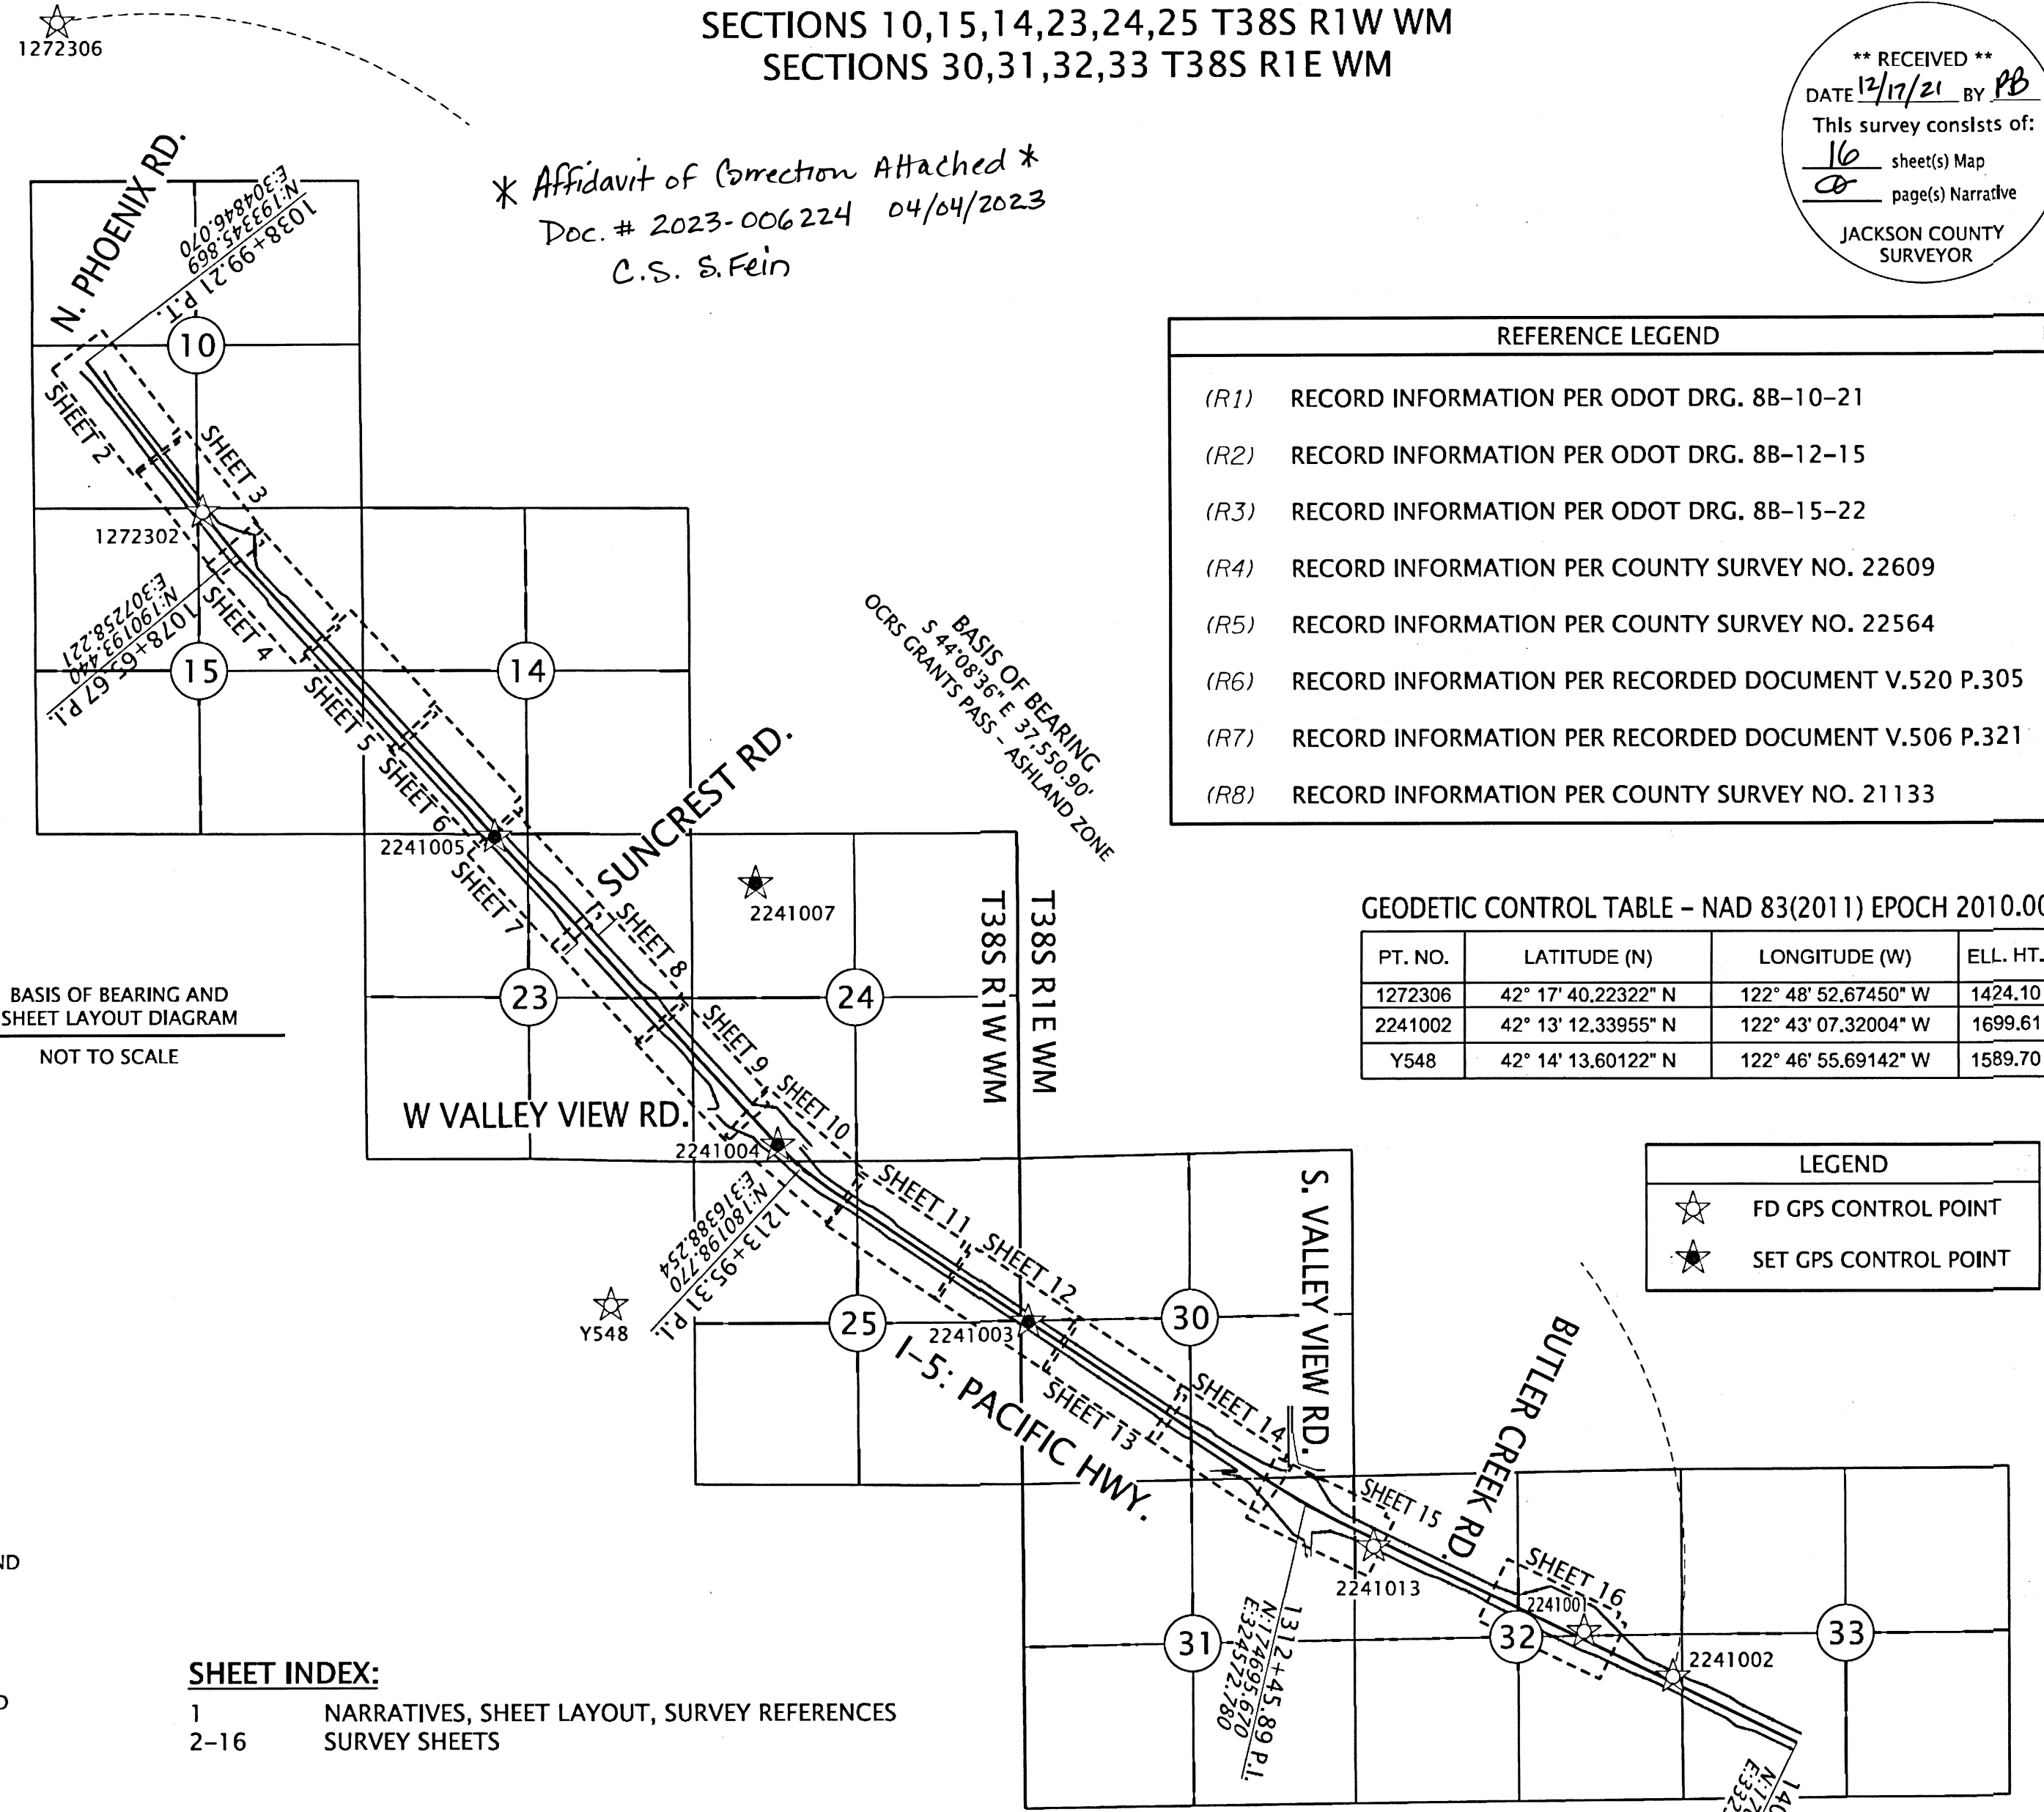 SECTIONS 10,15,14,23,24,25 T38S R1W WM
SECTIONS 30,31,32,33 T38S R1E WM
1272306
** RECEIVED **
DATE 12/17/21 BY PB
This survey consists of:
16 sheet(s) Map
page(s) Narrative
JACKSON COUNTY
SURVEYOR
* Affidavit of Correction Attached *
Doc. # 2023-006224 04/04/2023
C.S. S.Fein
N. PHOENIX RD.
1038+99.21 P.T.
N:193345.869
E:304846.070
10
SHEET 2
SHEET 3
1272302
SHEET 4
1078+65.67 P.I.
N:190193.440
E:307258.221
15
14
SHEET 5
SHEET 6
2241005
SHEET 7
SUNCREST RD.
BASIS OF BEARING
S 44°08'36" E 37,550.90'
OCRS GRANTS PASS - ASHLAND ZONE
REFERENCE LEGEND
(R1) RECORD INFORMATION PER ODOT DRG. 8B-10-21
(R2) RECORD INFORMATION PER ODOT DRG. 8B-12-15
(R3) RECORD INFORMATION PER ODOT DRG. 8B-15-22
(R4) RECORD INFORMATION PER COUNTY SURVEY NO. 22609
(R5) RECORD INFORMATION PER COUNTY SURVEY NO. 22564
(R6) RECORD INFORMATION PER RECORDED DOCUMENT V.520 P.305
(R7) RECORD INFORMATION PER RECORDED DOCUMENT V.506 P.321
(R8) RECORD INFORMATION PER COUNTY SURVEY NO. 21133
2241007
T38S R1W WM
T38S R1E WM
GEODETIC CONTROL TABLE – NAD 83(2011) EPOCH 2010.00
PT. NO. LATITUDE (N) LONGITUDE (W) ELL. HT.
1272306 42° 17' 40.22322" N 122° 48' 52.67450" W 1424.10
2241002 42° 13' 12.33955" N 122° 43' 07.32004" W 1699.61
Y548 42° 14' 13.60122" N 122° 46' 55.69142" W 1589.70
BASIS OF BEARING AND
SHEET LAYOUT DIAGRAM
NOT TO SCALE
SHEET 8
23
24
SHEET 9
SHEET 10
W VALLEY VIEW RD.
2241004
1213+95.31 P.I.
N:180198.770
E:316388.254
SHEET 11
SHEET 12
Y548
25
2241003
30
S. VALLEY VIEW RD.
LEGEND
FD GPS CONTROL POINT
SET GPS CONTROL POINT
I-5: PACIFIC HWY.
SHEET 13
SHEET 14
BUTLER CREEK RD.
SHEET 15
2241013
SHEET 16
2241001
1312+45.89 P.I.
N:174695.670
E:324572.780
31
32
33
2241002
ND
SHEET INDEX:
1 NARRATIVES, SHEET LAYOUT, SURVEY REFERENCES
2-16 SURVEY SHEETS